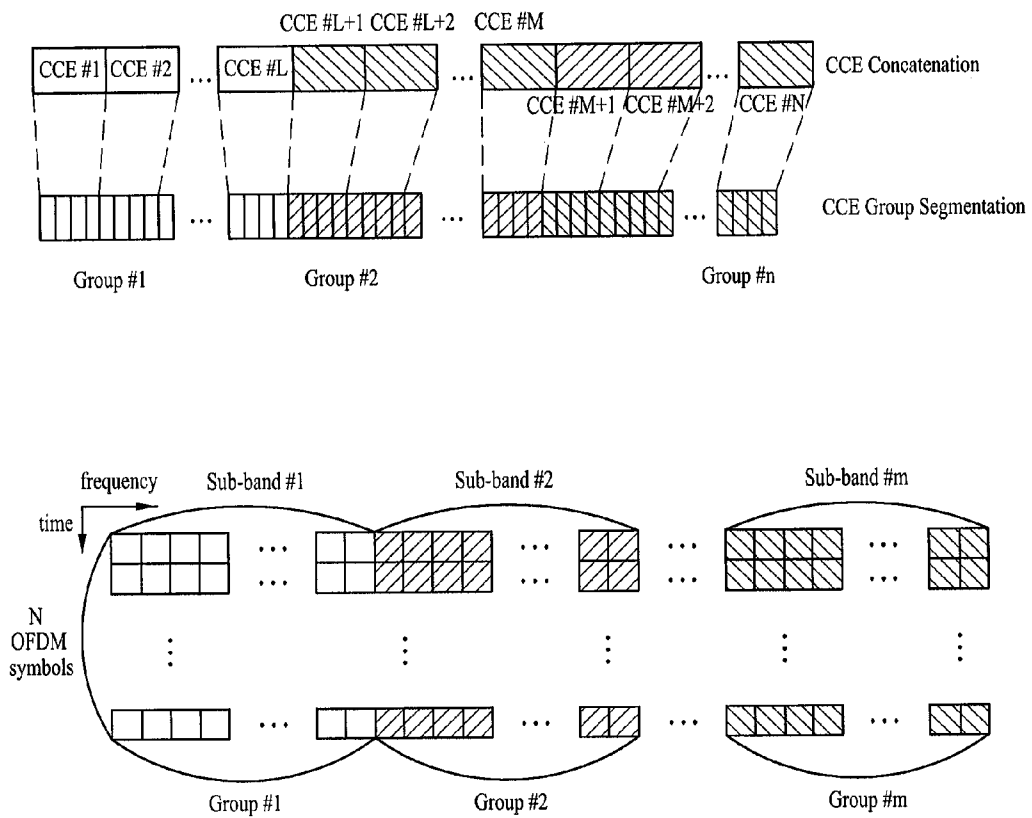 CCE #L+1 CCE #L+2 CCE #M
CCE #1 CCE #2 ... CCE #L ... ... CCE Concatenation
CCE #M+1 CCE #M+2 CCE #N
... ... ... CCE Group Segmentation
Group #1 Group #2 Group #n
frequency Sub-band #1 Sub-band #2 Sub-band #m
time
N
OFDM
symbols
Group #1 Group #2 Group #m